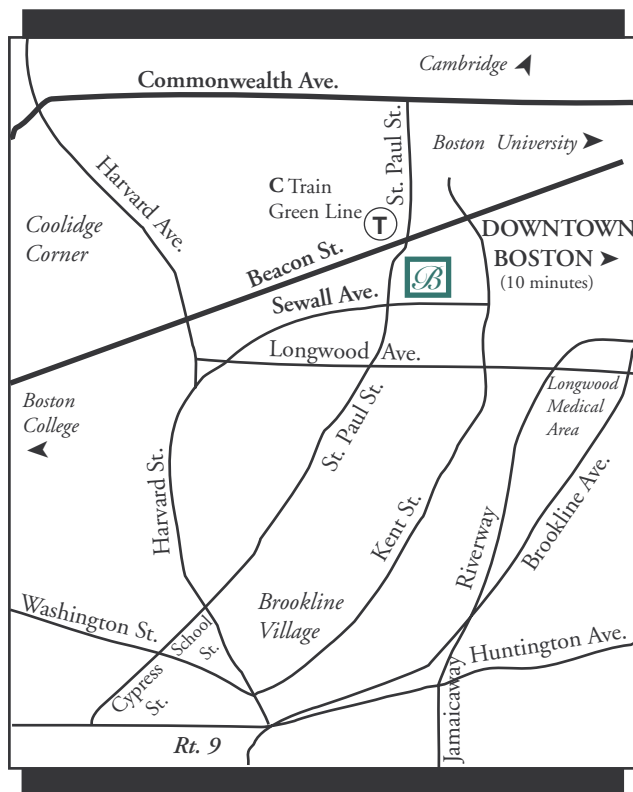 Cambridge
Commonwealth Ave.
St. Paul St.
Boston University
Harvard Ave.
C Train
Green Line
T
Coolidge
Corner
DOWNTOWN
BOSTON
(10 minutes)
Beacon St.
B
Sewall Ave.
Longwood Ave.
Longwood
Medical
Area
Boston
College
St. Paul St.
Harvard St.
Kent St.
Riverway
Brookline Ave.
Washington St.
School
St.
Brookline
Village
Huntington Ave.
Cypress
St.
Jamaicaway
Rt. 9